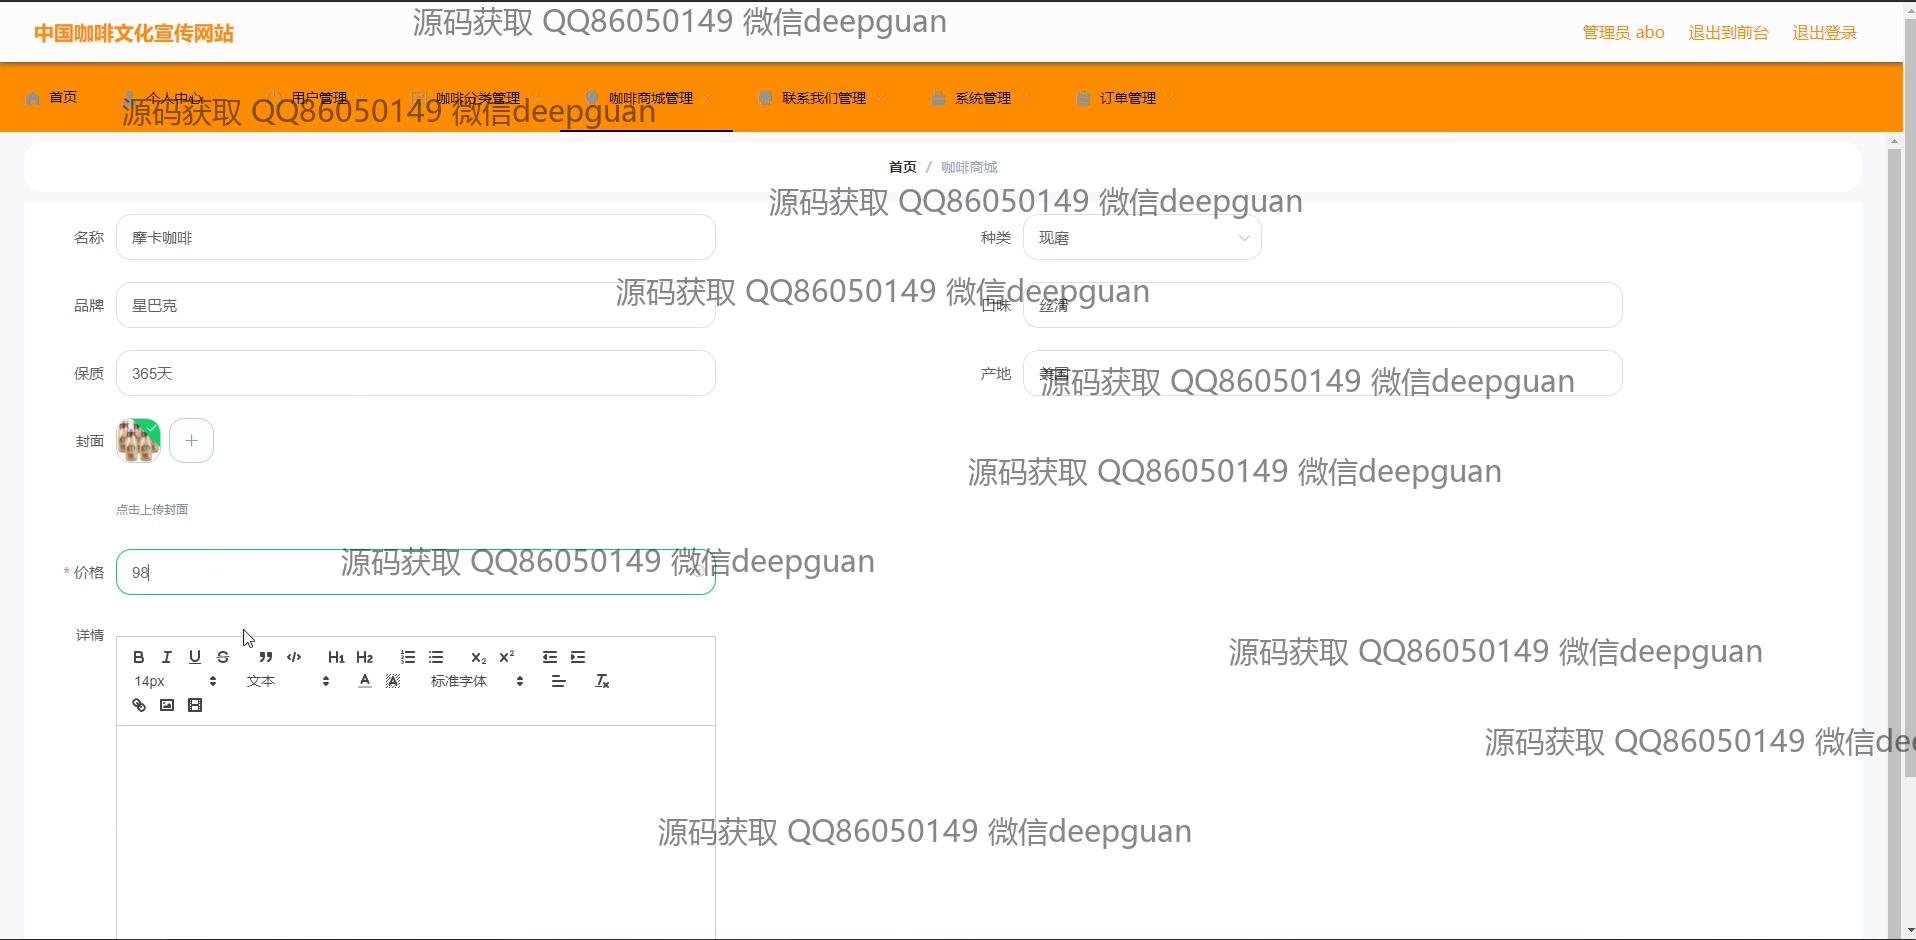 源码获取 QQ86050149 微信deepguan
中国咖啡文化宣传网站
管理员 abo 退出到前台 退出登录
首页 个人中心 用户管理 咖啡分类管理 咖啡商城管理 联系我们管理 系统管理 订单管理
源码获取 QQ86050149 微信deepguan
首页 / 咖啡商城
源码获取 QQ86050149 微信deepguan
名称 摩卡咖啡 种类 现磨
源码获取 QQ86050149 微信deepguan
品牌 星巴克 口味 丝滑
保质 365天 产地 美国
源码获取 QQ86050149 微信deepguan
封面
源码获取 QQ86050149 微信deepguan
点击上传封面
源码获取 QQ86050149 微信deepguan
* 价格 98
详情
源码获取 QQ86050149 微信deepguan
B I U S ” </> H1 H2 X2 X2
14px 文本 A A 标准字体 Tx
源码获取 QQ86050149 微信dee
源码获取 QQ86050149 微信deepguan